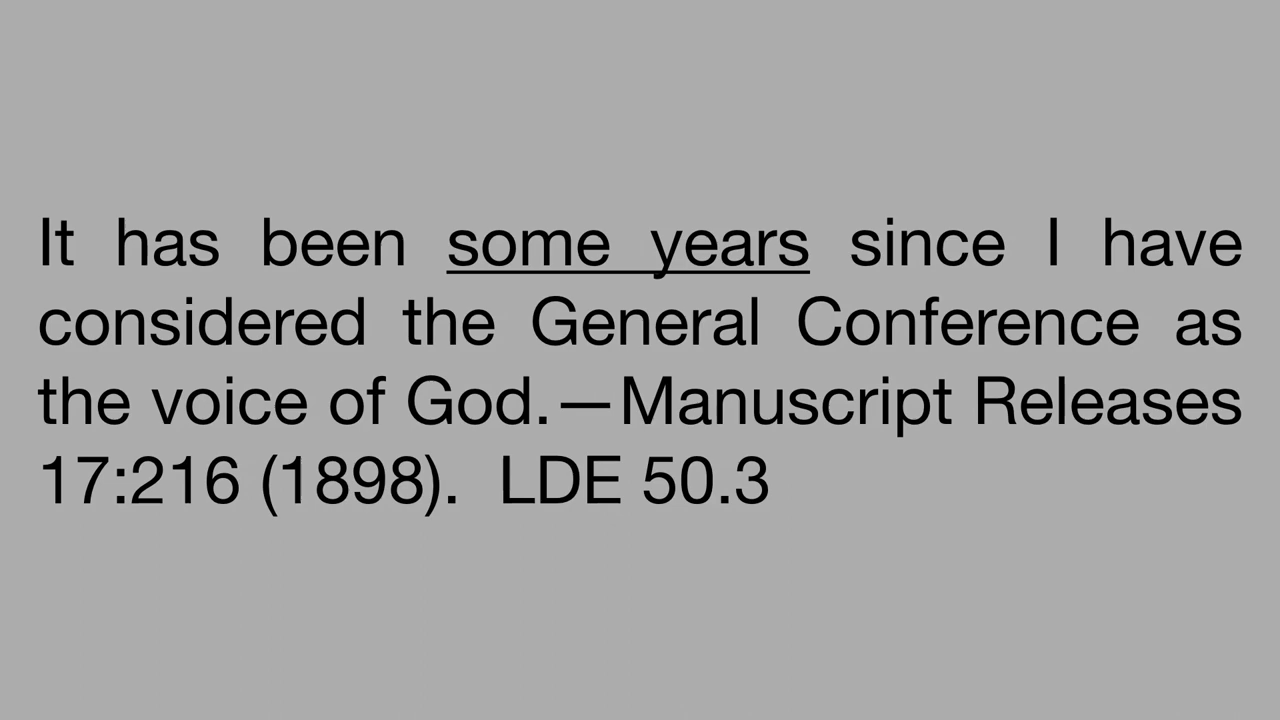 It has been some years since I have
considered the General Conference as
the voice of God.—Manuscript Releases
17:216 (1898).  LDE 50.3